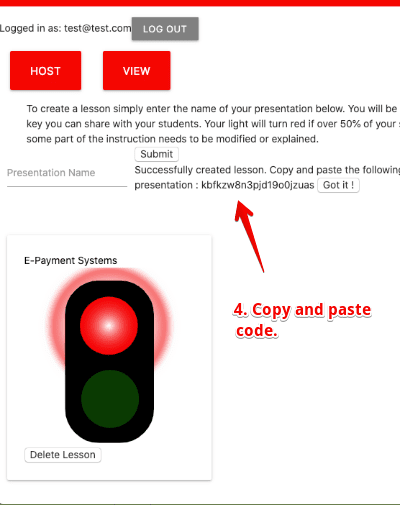 Logged in as: test@test.com LOG OUT
HOST VIEW
To create a lesson simply enter the name of your presentation below. You will be
key you can share with your students. Your light will turn red if over 50% of your
some part of the instruction needs to be modified or explained.
Submit
Presentation Name
Successfully created lesson. Copy and paste the following
presentation : kbfkzw8n3pjd19o0jzuas Got it !
E-Payment Systems
4. Copy and paste
code.
Delete Lesson